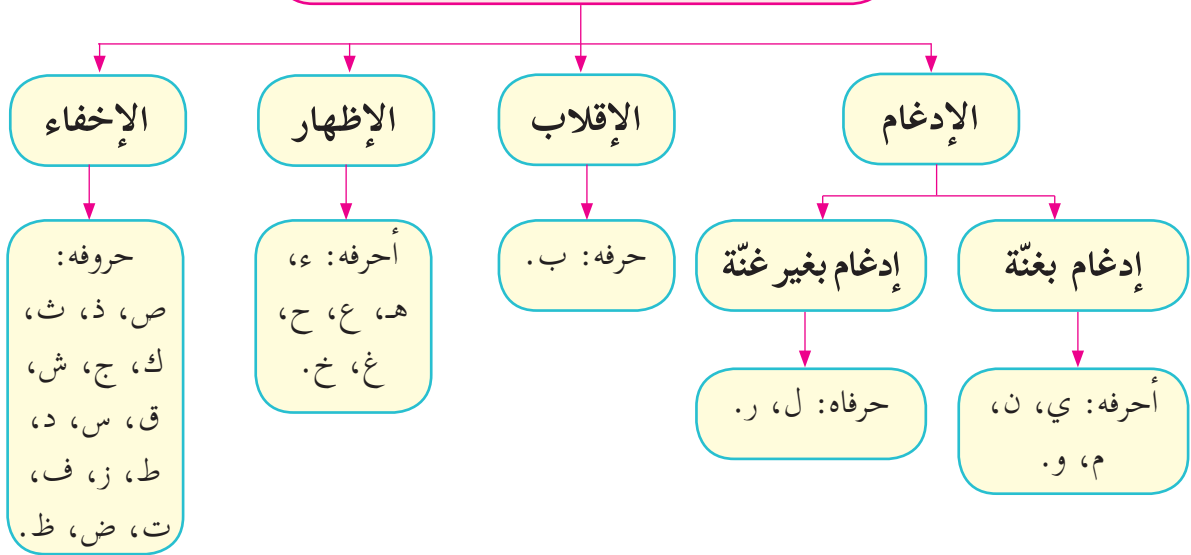 الإدغام
الإقلاب
الإظهار
الإخفاء
إدغام بغنّة
إدغام بغير غنّة
حرفه: ب.
أحرفه: ء،
هـ، ع، ح،
غ، خ.
حروفه:
ص، ذ، ث،
ك، ج، ش،
ق، س، د،
ط، ز، ف،
ت، ض، ظ.
أحرفه: ي، ن،
م، و.
حرفاه: ل، ر.